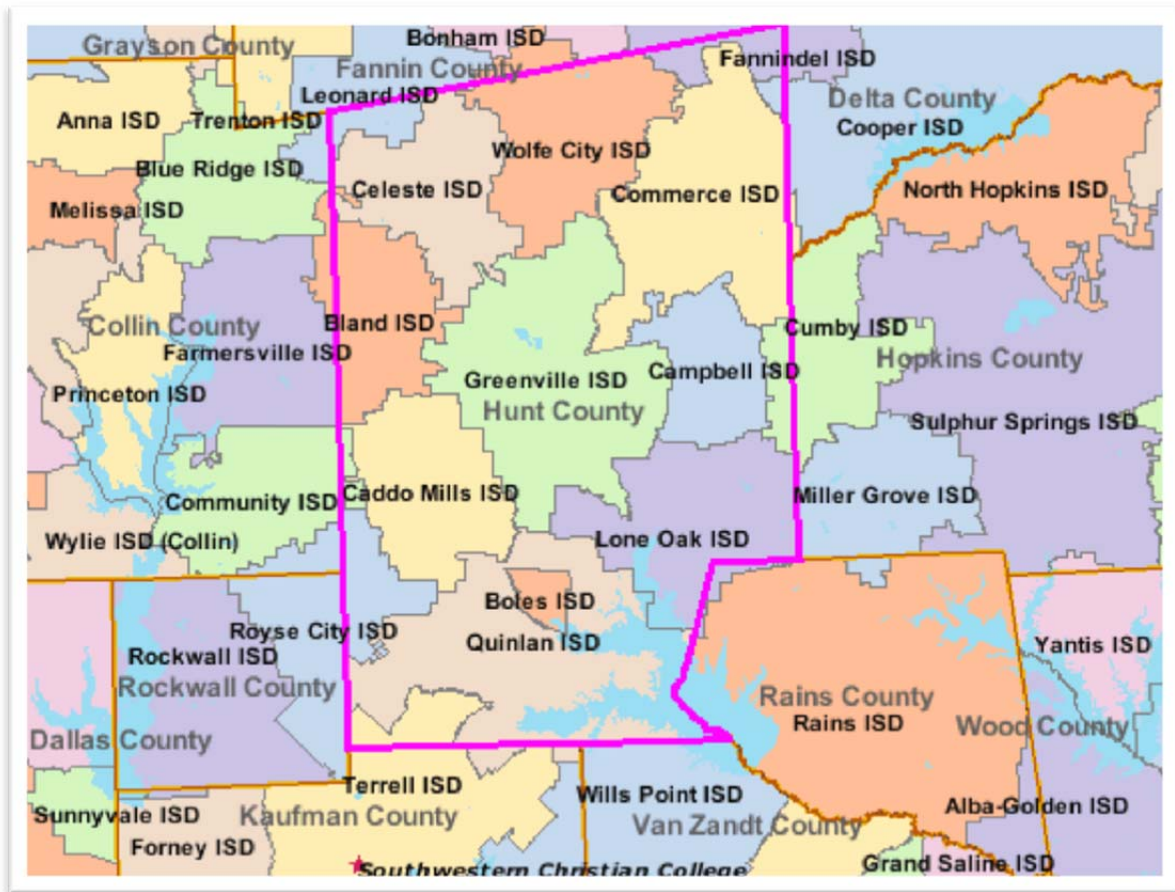 Bonham ISD
Grayson County
Fannindel ISD
Fannin County
Leonard ISD
Delta County
Anna ISD
Trenton ISD
Cooper ISD
Wolfe City ISD
Blue Ridge ISD
Celeste ISD
Commerce ISD
North Hopkins ISD
Melissa ISD
Collin County
Bland ISD
Cumby ISD
Farmersville ISD
Hopkins County
Campbell ISD
Greenville ISD
Princeton ISD
Hunt County
Sulphur Springs ISD
Caddo Mills ISD
Miller Grove ISD
Community ISD
Wylie ISD (Collin)
Lone Oak ISD
Boles ISD
Royse City ISD
Quinlan ISD
Yantis ISD
Rockwall ISD
Rockwall County
Rains County
Rains ISD
Wood County
Dallas County
Terrell ISD
Wills Point ISD
Alba-Golden ISD
Sunnyvale ISD
Kaufman County
Van Zandt County
Forney ISD
Grand Saline ISD
Southwestern Christian College